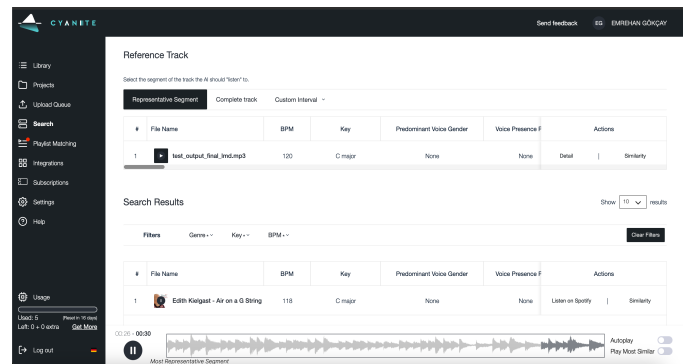 CYANITE
Send feedback EG EMREHAN GÖKÇAY
Library
Projects
Upload Queue
Search
Playlist Matching
Integrations
Subscriptions
Settings
Help
Usage
Used: 5 (Reset in 16 days)
Left: 0 + 0 extra Get More
Log out
Reference Track
Select the segment of the track the AI should "listen" to.
Representative Segment Complete track Custom Interval
# File Name BPM Key Predominant Voice Gender Voice Presence P Actions
1 test_output_final_lmd.mp3 120 C major None None Detail | Similarity
Search Results
Show 10 results
Filters Genre Key BPM Clear Filters
# File Name BPM Key Predominant Voice Gender Voice Presence P Actions
1 Edith Kielgast - Air on a G String 118 C major None None Listen on Spotify | Similarity
00:26 - 00:30
Most Representative Segment
Autoplay
Play Most Similar